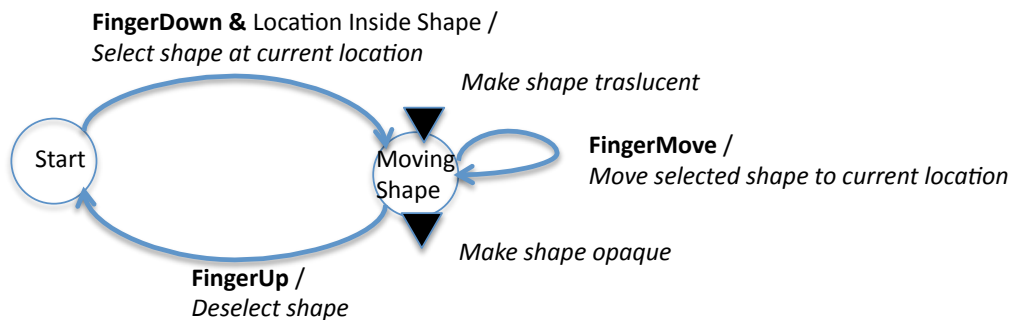 FingerDown & Location Inside Shape /
Select shape at current location
Make shape traslucent
Start
Moving
Shape
FingerMove /
Move selected shape to current location
Make shape opaque
FingerUp /
Deselect shape